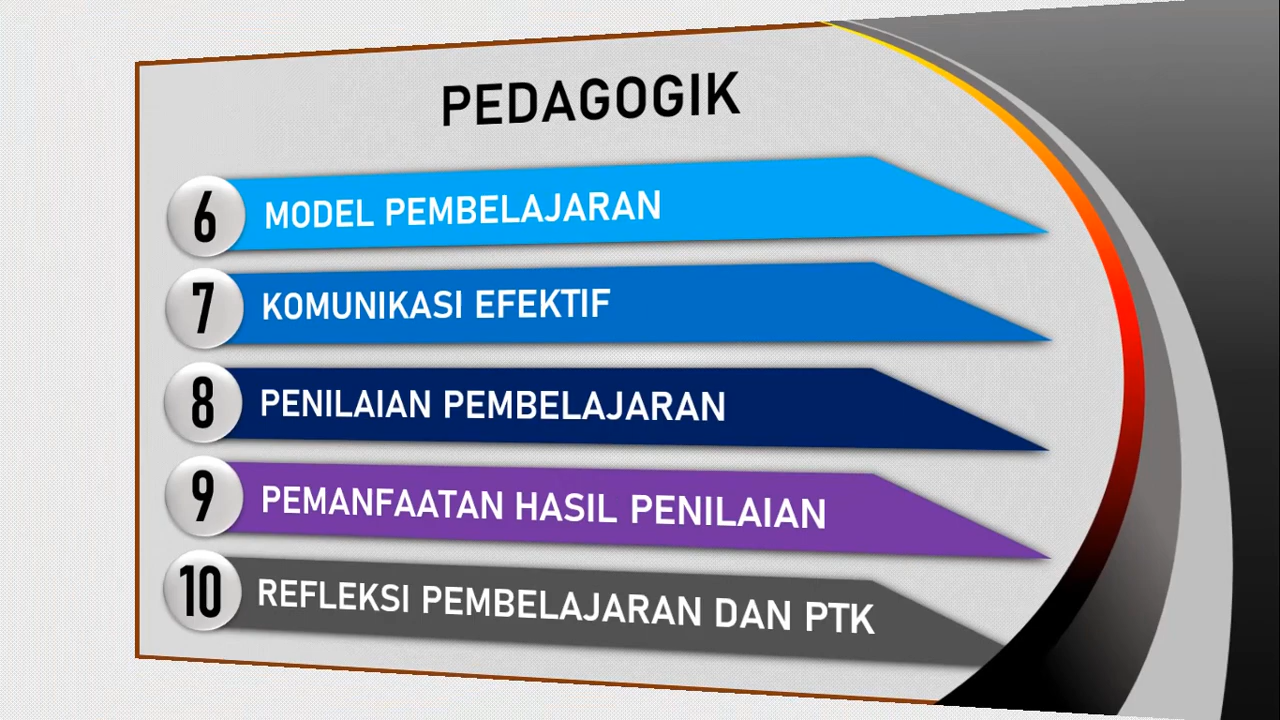 PEDAGOGIK
6 MODEL PEMBELAJARAN
7 KOMUNIKASI EFEKTIF
8 PENILAIAN PEMBELAJARAN
9 PEMANFAATAN HASIL PENILAIAN
10 REFLEKSI PEMBELAJARAN DAN PTK